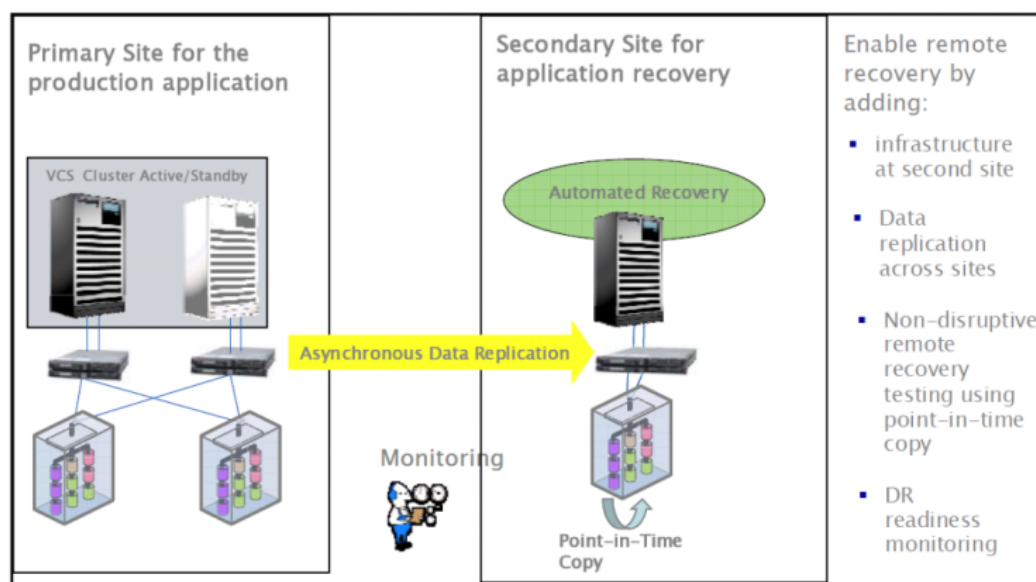 Primary Site for the
production application
VCS Cluster Active/Standby
Secondary Site for
application recovery
Automated Recovery
Asynchronous Data Replication
Monitoring
Point-in-Time
Copy
Enable remote
recovery by
adding:
▪ infrastructure
at second site
▪ Data
replication
across sites
▪ Non-disruptive
remote
recovery
testing using
point-in-time
copy
▪ DR
readiness
monitoring